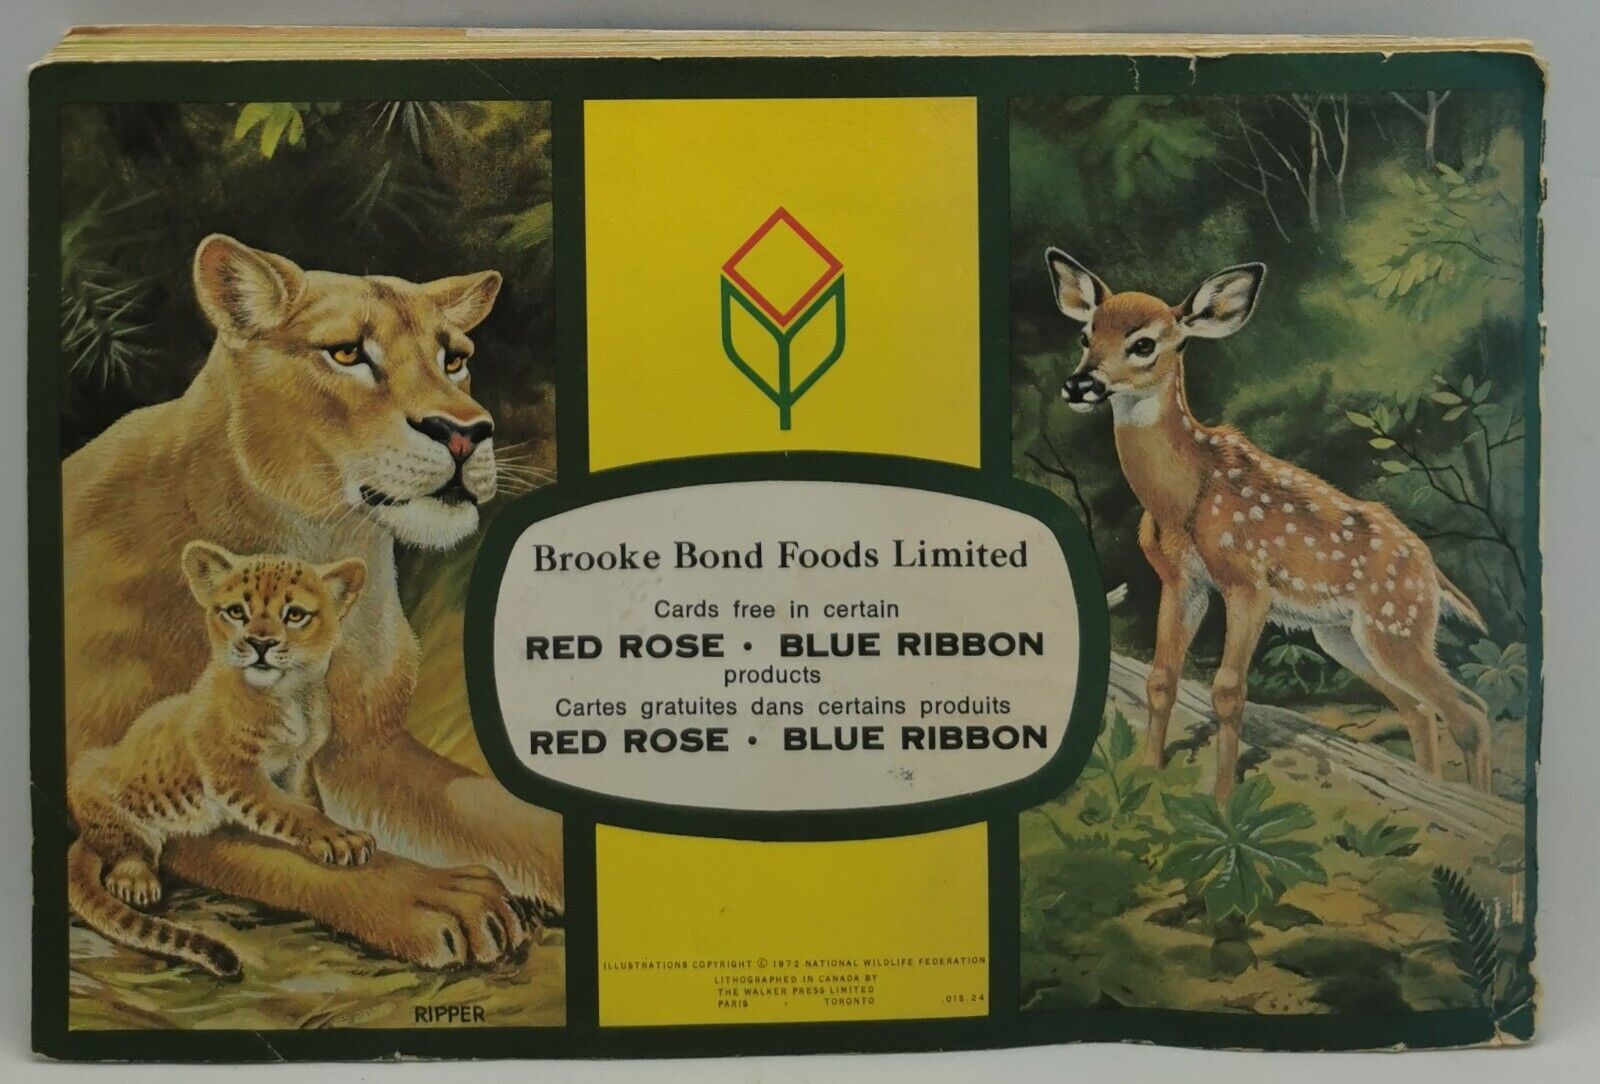 Brooke Bond Foods Limited
Cards free in certain
RED ROSE • BLUE RIBBON
products
Cartes gratuites dans certains produits
RED ROSE • BLUE RIBBON
ILLUSTRATIONS COPYRIGHT © 1972 NATIONAL WILDLIFE FEDERATION
LITHOGRAPHED IN CANADA BY
THE WALKER PRESS LIMITED
PARIS • TORONTO .015.24
RIPPER